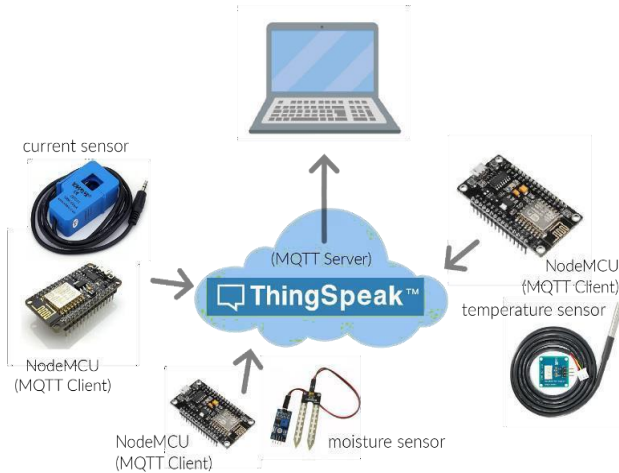 current sensor
(MQTT Server)
ThingSpeak™
NodeMCU
(MQTT Client)
temperature sensor
NodeMCU
(MQTT Client)
NodeMCU
(MQTT Client)
moisture sensor